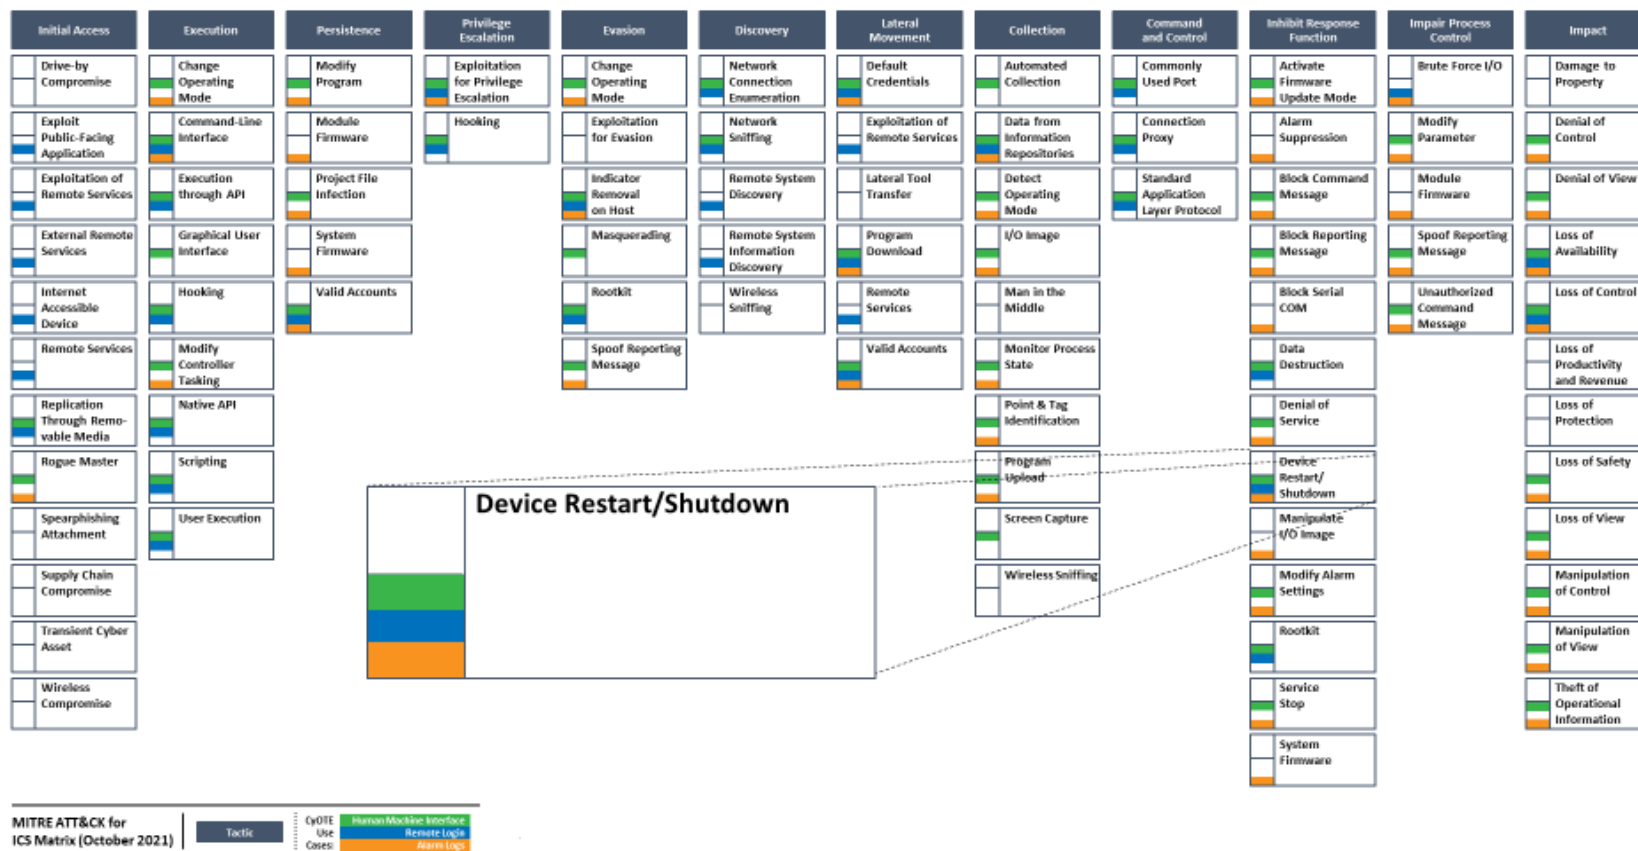 Initial Access
Drive-by
Compromise
Exploit
Public-Facing
Application
Exploitation of
Remote Services
External Remote
Services
Internet
Accessible
Device
Remote Services
Replication
Through Remo-
vable Media
Rogue Master
Spearphishing
Attachment
Supply Chain
Compromise
Transient Cyber
Asset
Wireless
Compromise
Execution
Change
Operating
Mode
Command-Line
Interface
Execution
through API
Graphical User
Interface
Hooking
Modify
Controller
Tasking
Native API
Scripting
User Execution
Persistence
Modify
Program
Module
Firmware
Project File
Infection
System
Firmware
Valid Accounts
Privilege
Escalation
Exploitation
for Privilege
Escalation
Hooking
Evasion
Change
Operating
Mode
Exploitation
for Evasion
Indicator
Removal
on Host
Masquerading
Rootkit
Spoof Reporting
Message
Discovery
Network
Connection
Enumeration
Network
Sniffing
Remote System
Discovery
Remote System
Information
Discovery
Wireless
Sniffing
Lateral
Movement
Default
Credentials
Exploitation of
Remote Services
Lateral Tool
Transfer
Program
Download
Remote
Services
Valid Accounts
Collection
Automated
Collection
Data from
Information
Repositories
Detect
Operating
Mode
I/O Image
Man in the
Middle
Monitor Process
State
Point & Tag
Identification
Program
Upload
Screen Capture
Wireless Sniffing
Command
and Control
Commonly
Used Port
Connection
Proxy
Standard
Application
Layer Protocol
Inhibit Response
Function
Activate
Firmware
Update Mode
Alarm
Suppression
Block Command
Message
Block Reporting
Message
Block Serial
COM
Data
Destruction
Denial of
Service
Device
Restart/
Shutdown
Manipulate
I/O Image
Modify Alarm
Settings
Rootkit
Service
Stop
System
Firmware
Impair Process
Control
Brute Force I/O
Modify
Parameter
Module
Firmware
Spoof Reporting
Message
Unauthorized
Command
Message
Impact
Damage to
Property
Denial of
Control
Denial of View
Loss of
Availability
Loss of Control
Loss of
Productivity
and Revenue
Loss of
Protection
Loss of Safety
Loss of View
Manipulation
of Control
Manipulation
of View
Theft of
Operational
Information
Device Restart/Shutdown
MITRE ATT&CK for
ICS Matrix (October 2021)
Tactic
CyOTE
Use
Cases:
Human Machine Interface
Remote Login
Alarm Logs